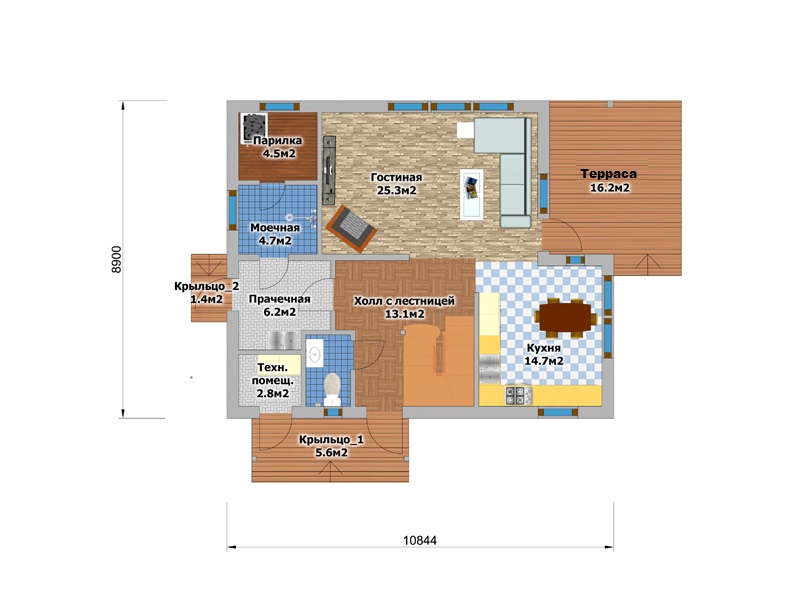 Парилка
4.5м2
Гостиная
25.3м2
Терраса
16.2м2
Моечная
4.7м2
8900
Крыльцо_2
1.4м2
Прачечная
6.2м2
Холл с лестницей
13.1м2
Кухня
14.7м2
Техн.
помещ.
2.8м2
Крыльцо_1
5.6м2
10844